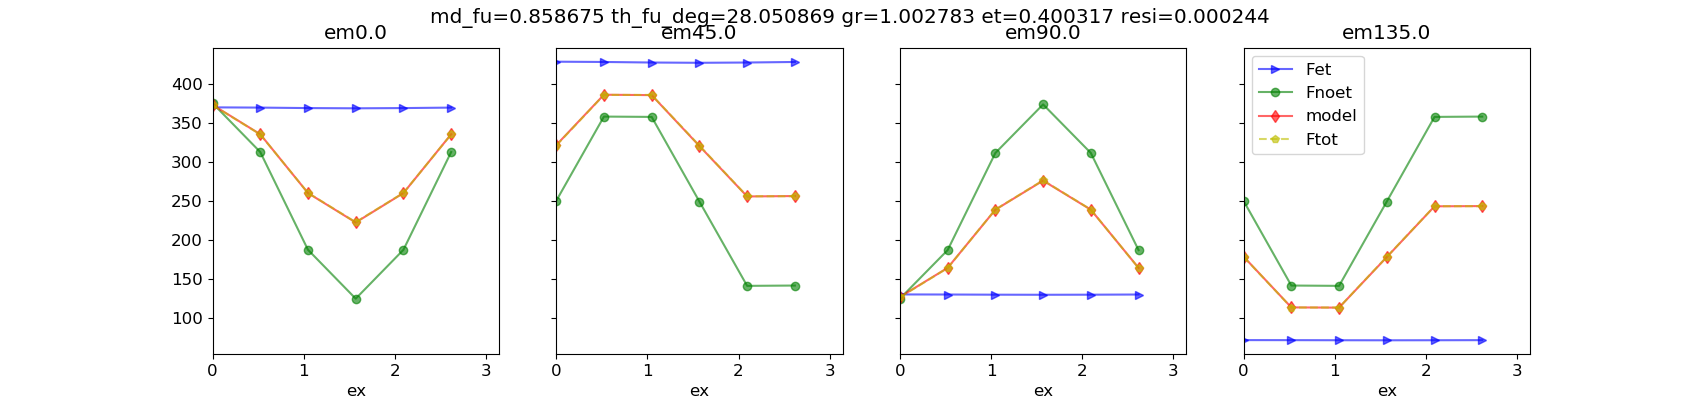 md_fu=0.858675 th_fu_deg=28.050869 gr=1.002783 et=0.400317 resi=0.000244
em0.0 em45.0 em90.0 em135.0
400
350
300
250
200
150
100
Fet
Fnoet
model
Ftot
0 1 2 3 0 1 2 3 0 1 2 3 0 1 2 3
ex ex ex ex